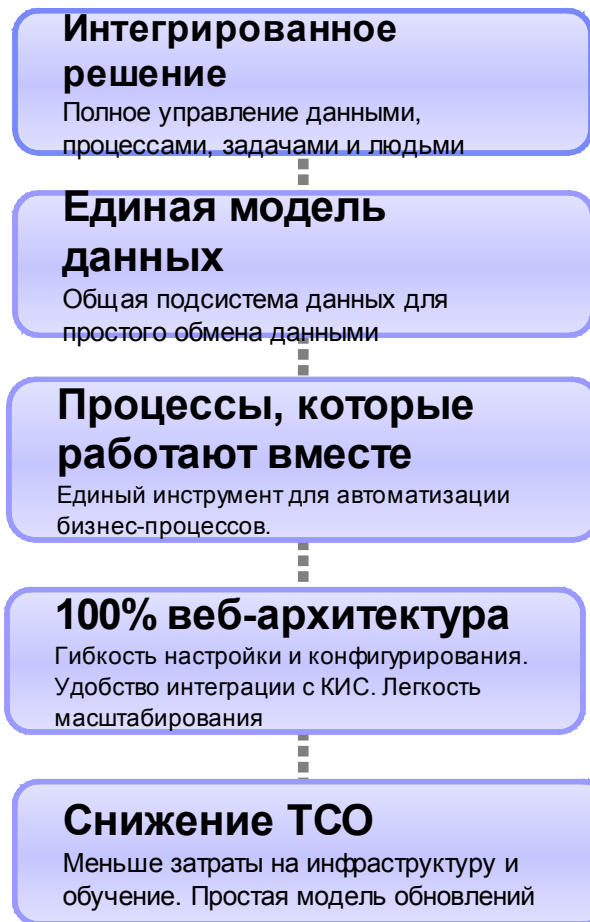 Интегрированное
решение
Полное управление данными,
процессами, задачами и людьми
Единая модель
данных
Общая подсистема данных для
простого обмена данными
Процессы, которые
работают вместе
Единый инструмент для автоматизации
бизнес-процессов.
100% веб-архитектура
Гибкость настройки и конфигурирования.
Удобство интеграции с КИС. Легкость
масштабирования
Снижение ТСО
Меньше затраты на инфраструктуру и
обучение. Простая модель обновлений